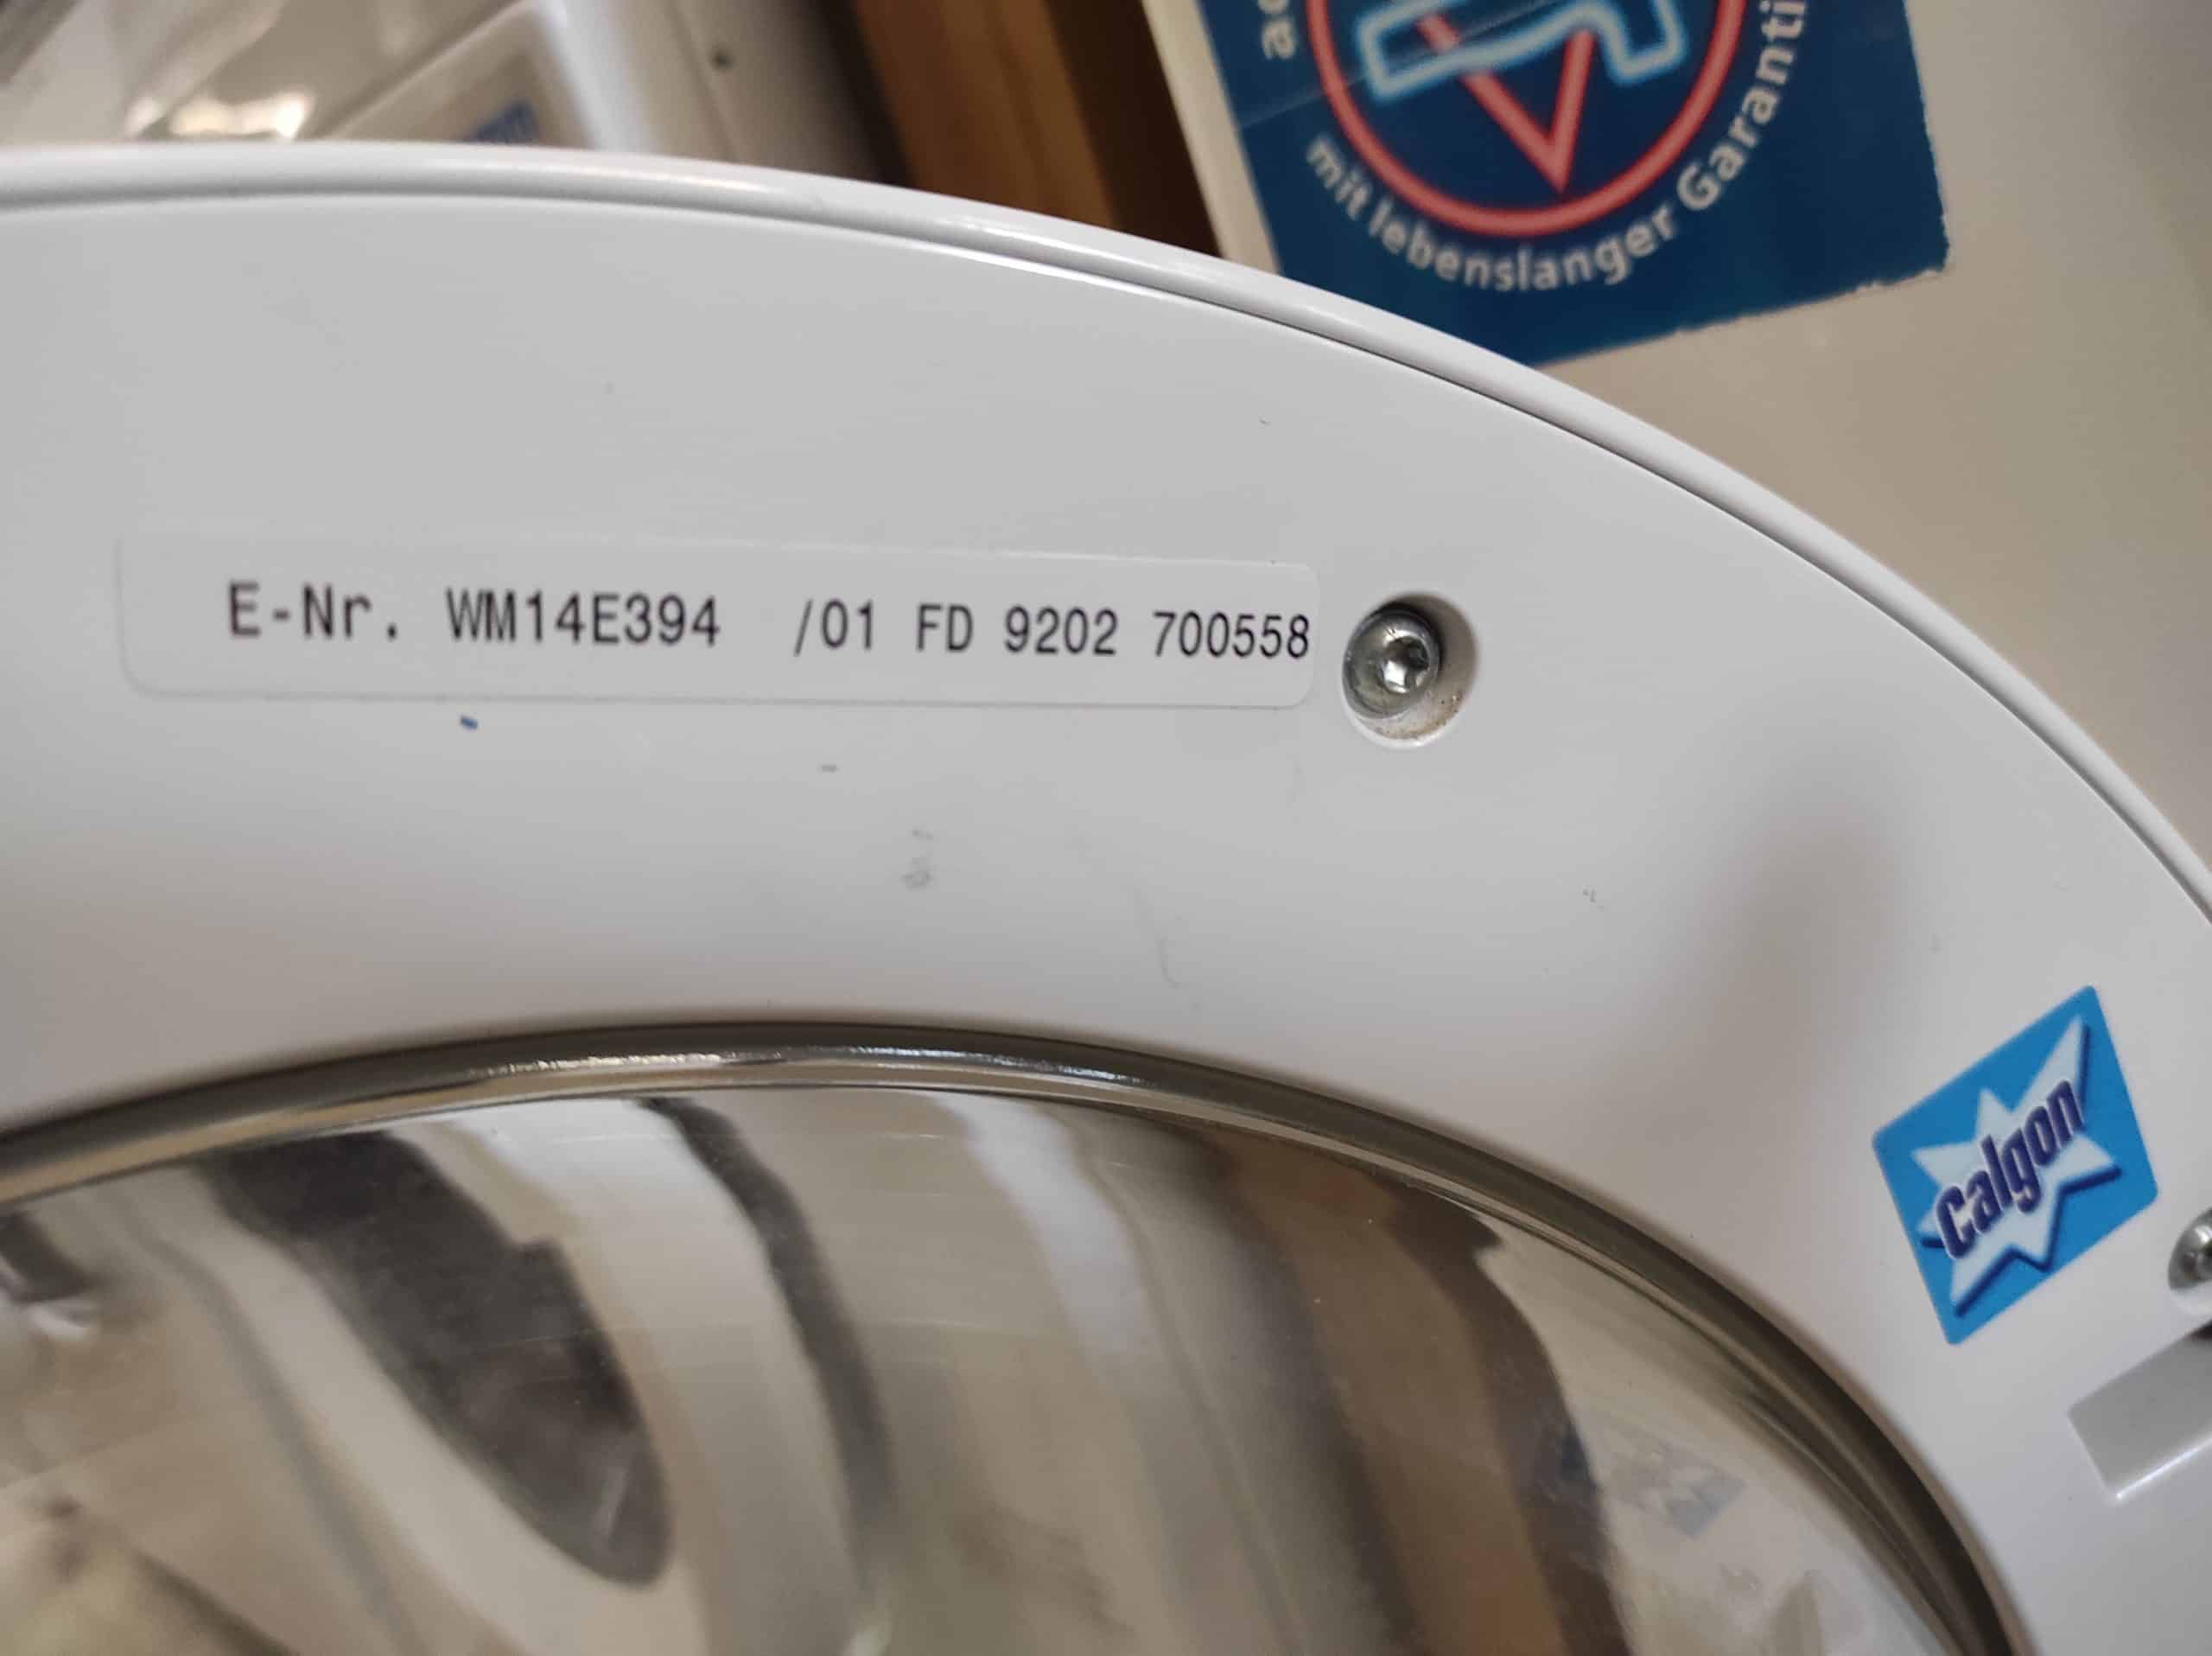 mit lebenslanger Garanti
E-Nr. WM14E394 /01 FD 9202 700558
Calgon